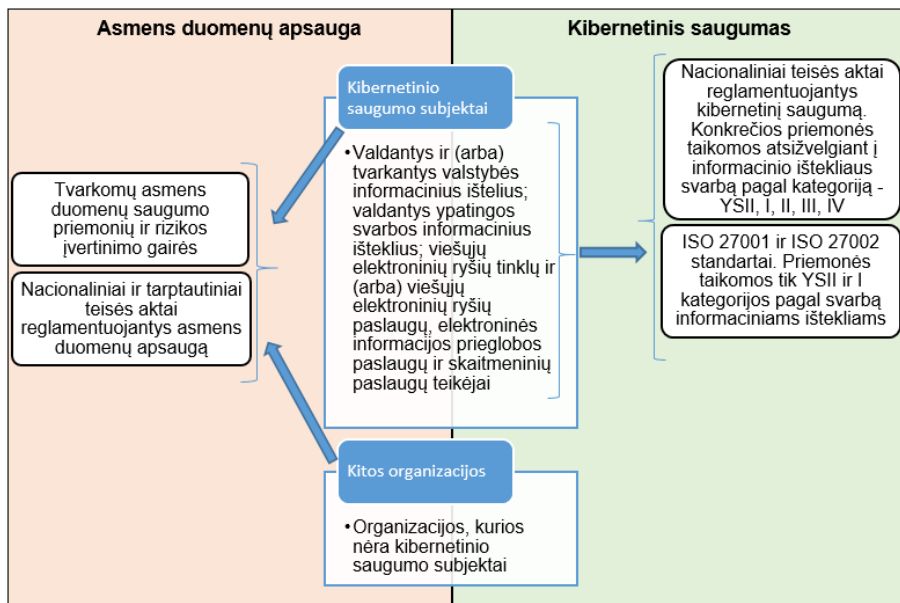 Asmens duomenų apsauga
Kibernetinis saugumas
Kibernetinio
saugumo subjektai
•Valdantys ir (arba)
tvarkantys valstybės
informacinius ištelius;
valdantys ypatingos
svarbos informacinius
išteklius; viešųjų
elektroninių ryšių tinklų ir
(arba) viešųjų
elektroninių ryšių
paslaugų, elektroninės
informacijos prieglobos
paslaugų ir skaitmeninių
paslaugų teikėjai
Tvarkomų asmens
duomenų saugumo
priemonių ir rizikos
įvertinimo gairės
Nacionaliniai ir tarptautiniai
teisės aktai
reglamentuojantys asmens
duomenų apsaugą
Nacionaliniai teisės aktai
reglamentuojantys
kibernetinį saugumą.
Konkrečios priemonės
taikomos atsižvelgiant į
informacinio ištekliaus
svarbą pagal kategoriją -
YSII, I, II, III, IV
ISO 27001 ir ISO 27002
standartai. Priemonės
taikomos tik YSII ir I
kategorijos pagal svarbą
informaciniams ištekliams
Kitos organizacijos
•Organizacijos, kurios
nėra kibernetinio
saugumo subjektai